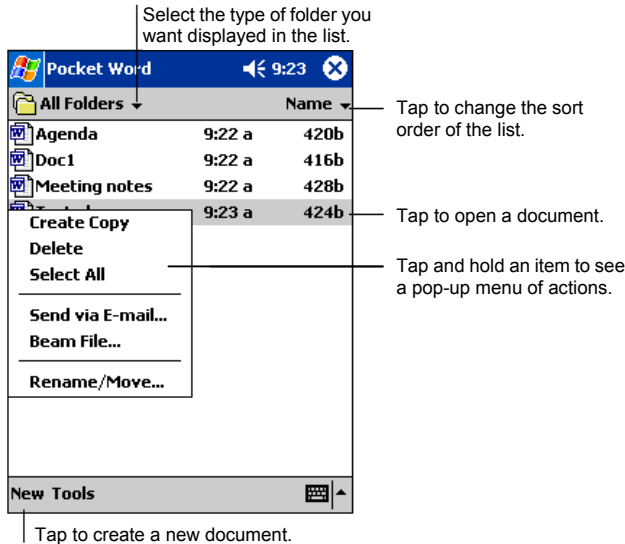 Select the type of folder you
want displayed in the list.
Pocket Word 9:23
All Folders Name
Tap to change the sort
order of the list.
Agenda 9:22 a 420b
Doc1 9:22 a 416b
Meeting notes 9:22 a 428b
9:23 a 424b
Tap to open a document.
Create Copy
Delete
Select All
Tap and hold an item to see
a pop-up menu of actions.
Send via E-mail...
Beam File...
Rename/Move...
New Tools
Tap to create a new document.